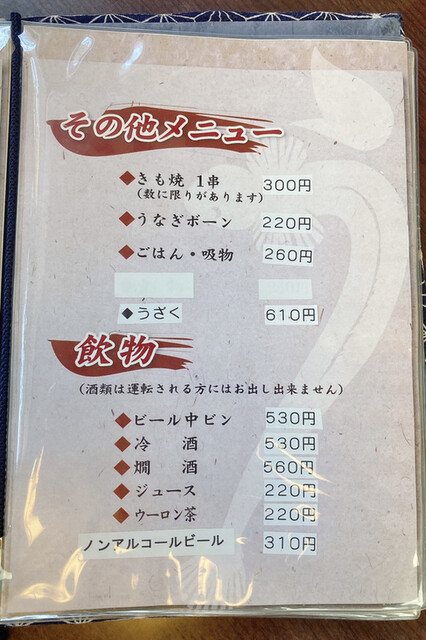 その他メニュー
◆きも焼 1串 300円
(数に限りがあります)
◆うなぎボーン 220円
◆ごはん・吸物 260円
◆うざく 610円
飲物
(酒類は運転される方にはお出し出来ません)
◆ビール中ビン 530円
◆冷 酒 530円
◆燗 酒 560円
◆ジュース 220円
◆ウーロン茶 220円
ノンアルコールビール 310円